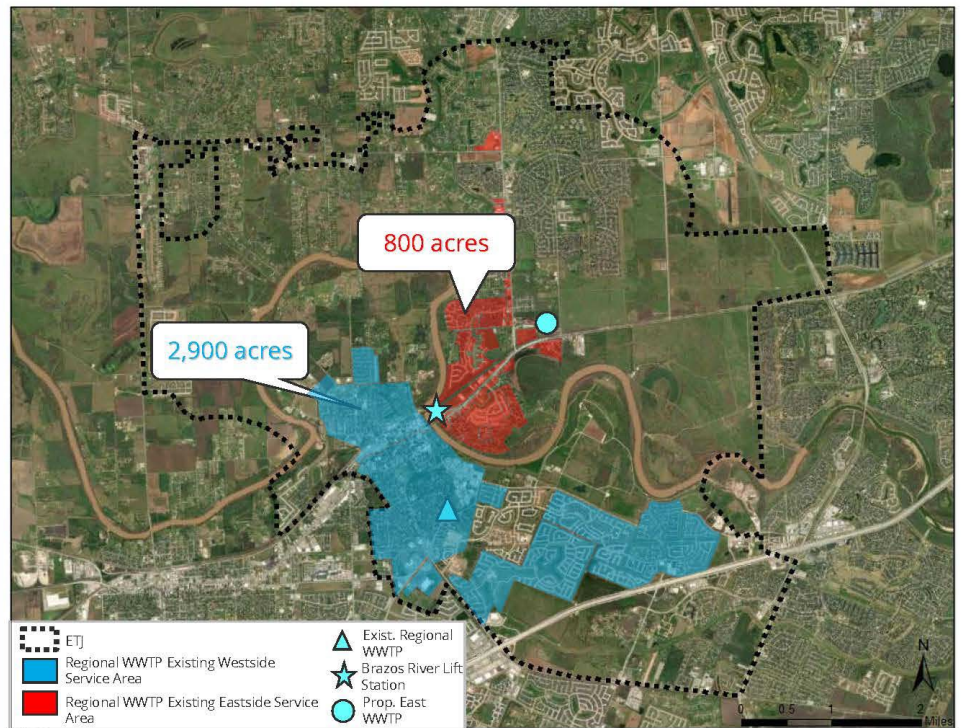 800 acres
2,900 acres
ETJ
Regional WWTP Existing Westside
Service Area
Regional WWTP Existing Eastside Service
Area
Exist. Regional
WWTP
Brazos River Lift
Station
Prop. East
WWTP
N
0 0.5 1 2
Miles